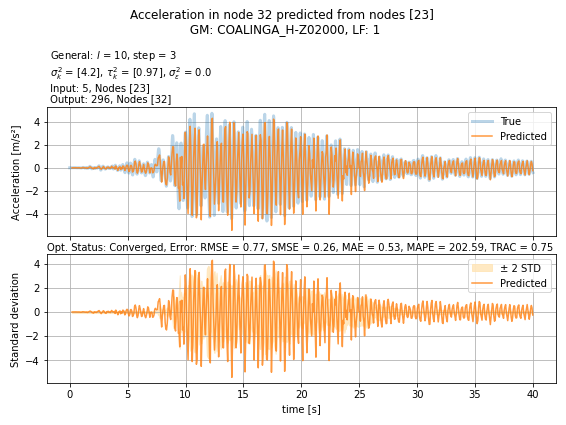 Acceleration in node 32 predicted from nodes [23]
GM: COALINGA_H-Z02000, LF: 1
General: l = 10, step = 3
σ²ₖ = [4.2], τ²ₖ = [0.97], σ²ε = 0.0
Input: 5, Nodes [23]
Output: 296, Nodes [32]
Acceleration [m/s²]
4
2
0
−2
−4
True
Predicted
Opt. Status: Converged, Error: RMSE = 0.77, SMSE = 0.26, MAE = 0.53, MAPE = 202.59, TRAC = 0.75
Standard deviation
4
2
0
−2
−4
± 2 STD
Predicted
0 5 10 15 20 25 30 35 40
time [s]